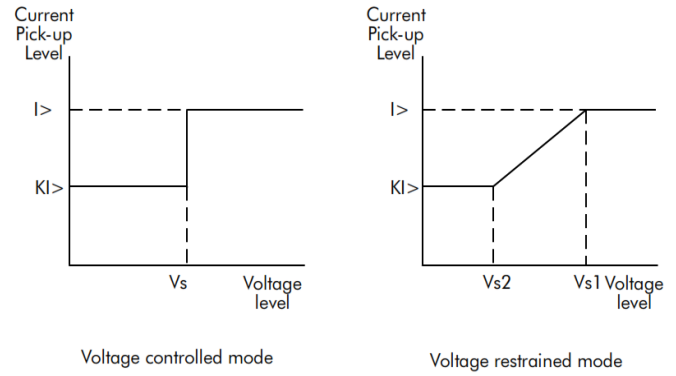 Current
Pick-up
Level
I>
KI>
Vs
Voltage
level
Voltage controlled mode
Current
Pick-up
Level
I>
KI>
Vs2
Vs1 Voltage
level
Voltage restrained mode